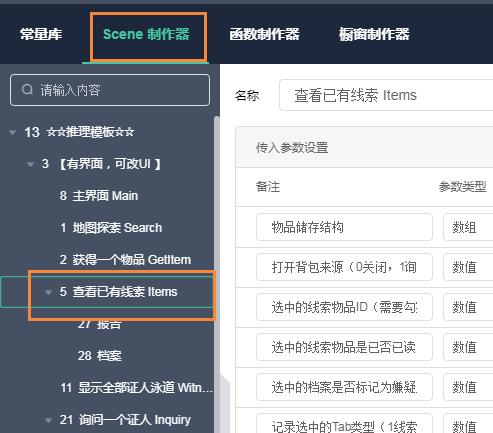 常量库 Scene 制作器 函数制作器 橱窗制作器
请输入内容
13 ☆☆推理模板☆☆
3 【有界面，可改UI 】
8 主界面 Main
1 地图探索 Search
2 获得一个物品 GetItem
5 查看已有线索 Items
27 报告
28 档案
11 显示全部证人泳道 Witn...
21 询问一个证人 Inquiry
名称 查看已有线索 Items
传入参数设置
备注 参数类型
物品储存结构 数组
打开背包来源（0关闭，1询 数值
选中的线索物品ID（需要勾 数值
选中的线索物品是已否已读 数值
选中的档案是否标记为嫌疑 数值
记录选中的Tab类型（1线索 数值